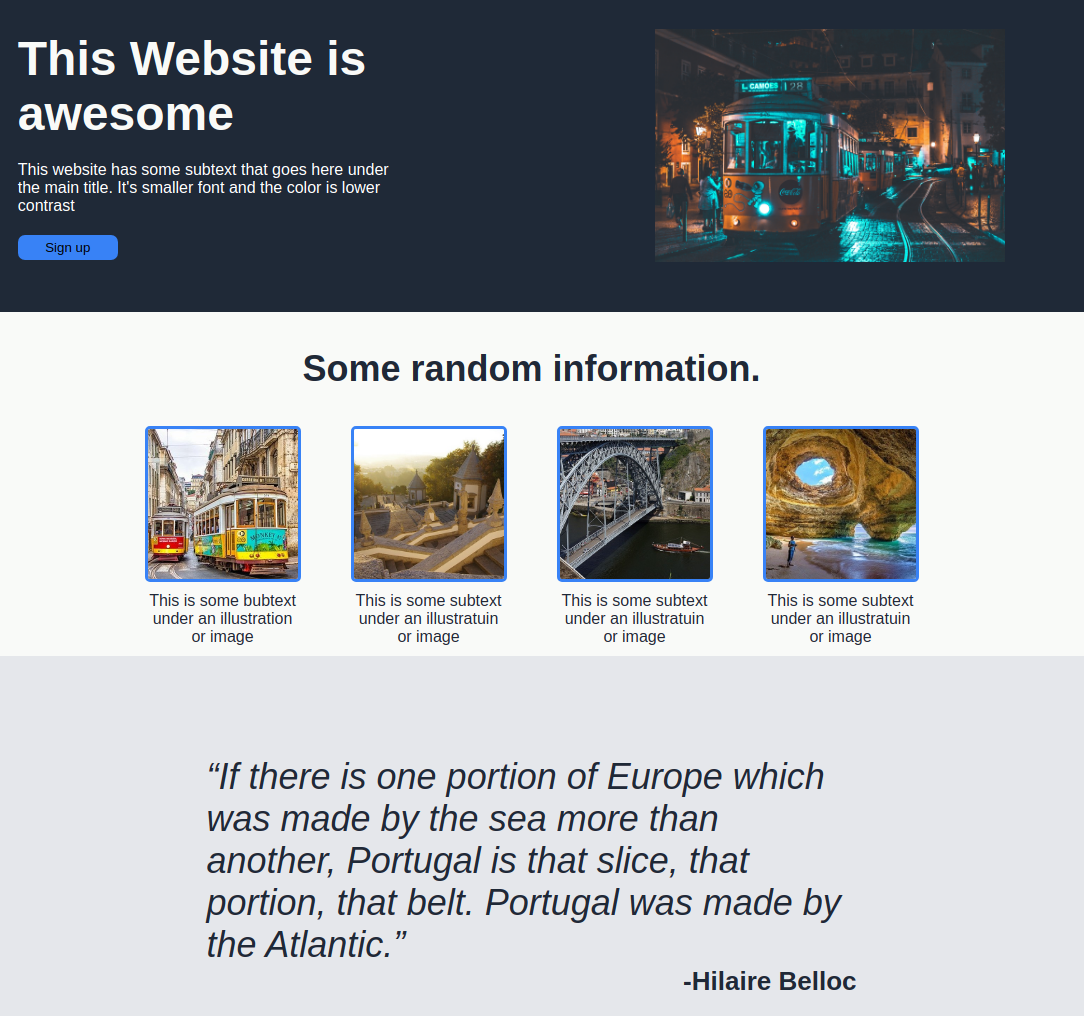 This Website is
awesome
This website has some subtext that goes here under
the main title. It's smaller font and the color is lower
contrast
Sign up
L. CAMÕES 28
Coca-Cola
Some random information.
This is some bubtext
under an illustration
or image
This is some subtext
under an illustratuin
or image
This is some subtext
under an illustratuin
or image
This is some subtext
under an illustratuin
or image
“If there is one portion of Europe which
was made by the sea more than
another, Portugal is that slice, that
portion, that belt. Portugal was made by
the Atlantic.”
-Hilaire Belloc